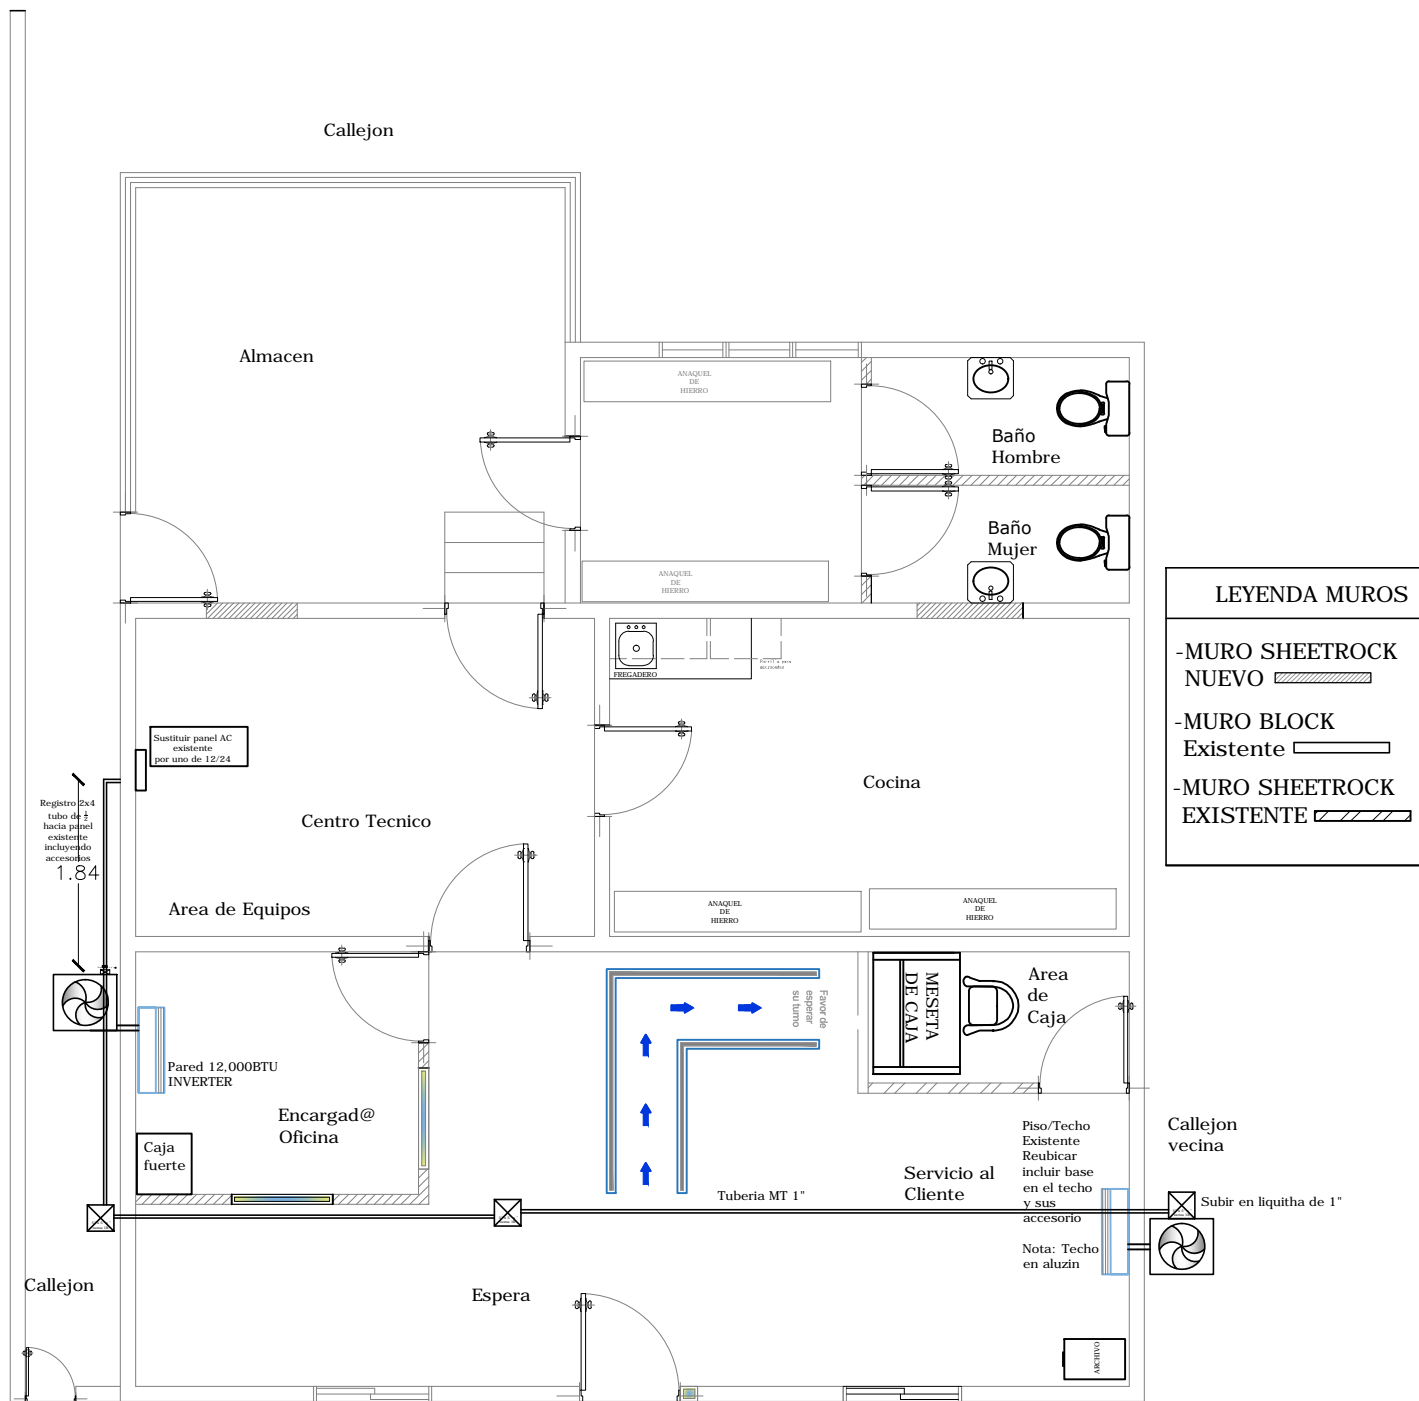 Callejon
Almacen
ANAQUEL
DE
HIERRO
Baño
Hombre
Baño
Mujer
ANAQUEL
DE
HIERRO
LEYENDA MUROS
-MURO SHEETROCK
NUEVO
-MURO BLOCK
Existente
-MURO SHEETROCK
EXISTENTE
FREGADERO
Sustituir panel AC
existente
por uno de 12/24
Registro 2x4
tubo de ½
hacia panel
existente
incluyendo
accesorios
1.84
Centro Tecnico
Cocina
Area de Equipos
ANAQUEL
DE
HIERRO
ANAQUEL
DE
HIERRO
MESETA
DE CAJA
Area
de
Caja
Favor de
esperar
su turno
Pared 12,000BTU
INVERTER
Encargad@
Oficina
Caja
fuerte
Piso/Techo
Existente
Reubicar
incluir base
en el techo
y sus
accesorio
Nota: Techo
en aluzin
Callejon
vecina
Servicio al
Cliente
Tuberia MT 1"
Subir en liquitha de 1"
Callejon
Espera
ARCHIVO